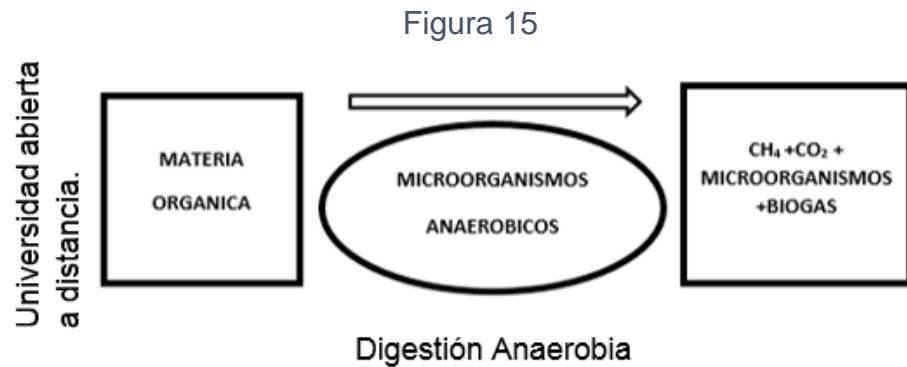 Figura 15
Universidad abierta
a distancia.
MATERIA
ORGANICA
MICROORGANISMOS
ANAEROBICOS
CH₄ +CO₂ +
MICROORGANISMOS
+BIOGAS
Digestión Anaerobia